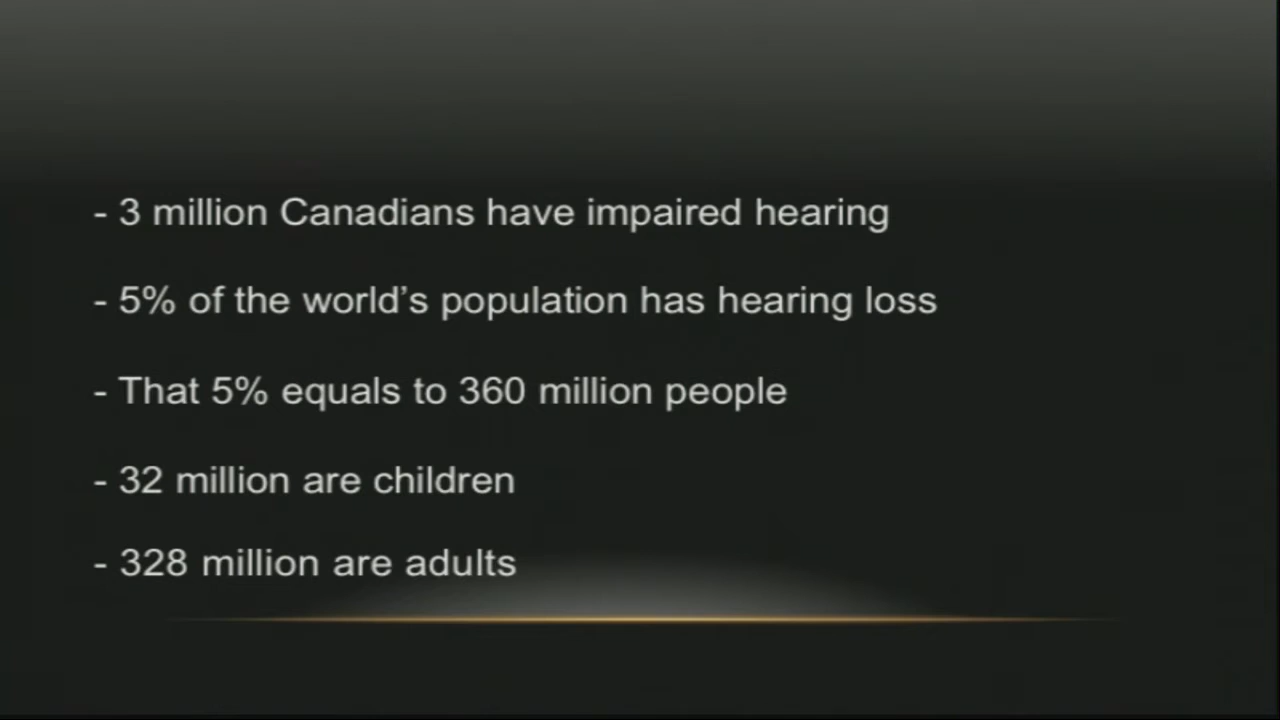 - 3 million Canadians have impaired hearing
- 5% of the world’s population has hearing loss
- That 5% equals to 360 million people
- 32 million are children
- 328 million are adults